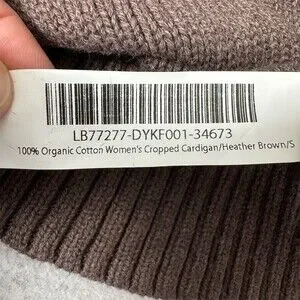 LB77277-DYKF001-34673
100% Organic Cotton Women's Cropped Cardigan/Heather Brown/S